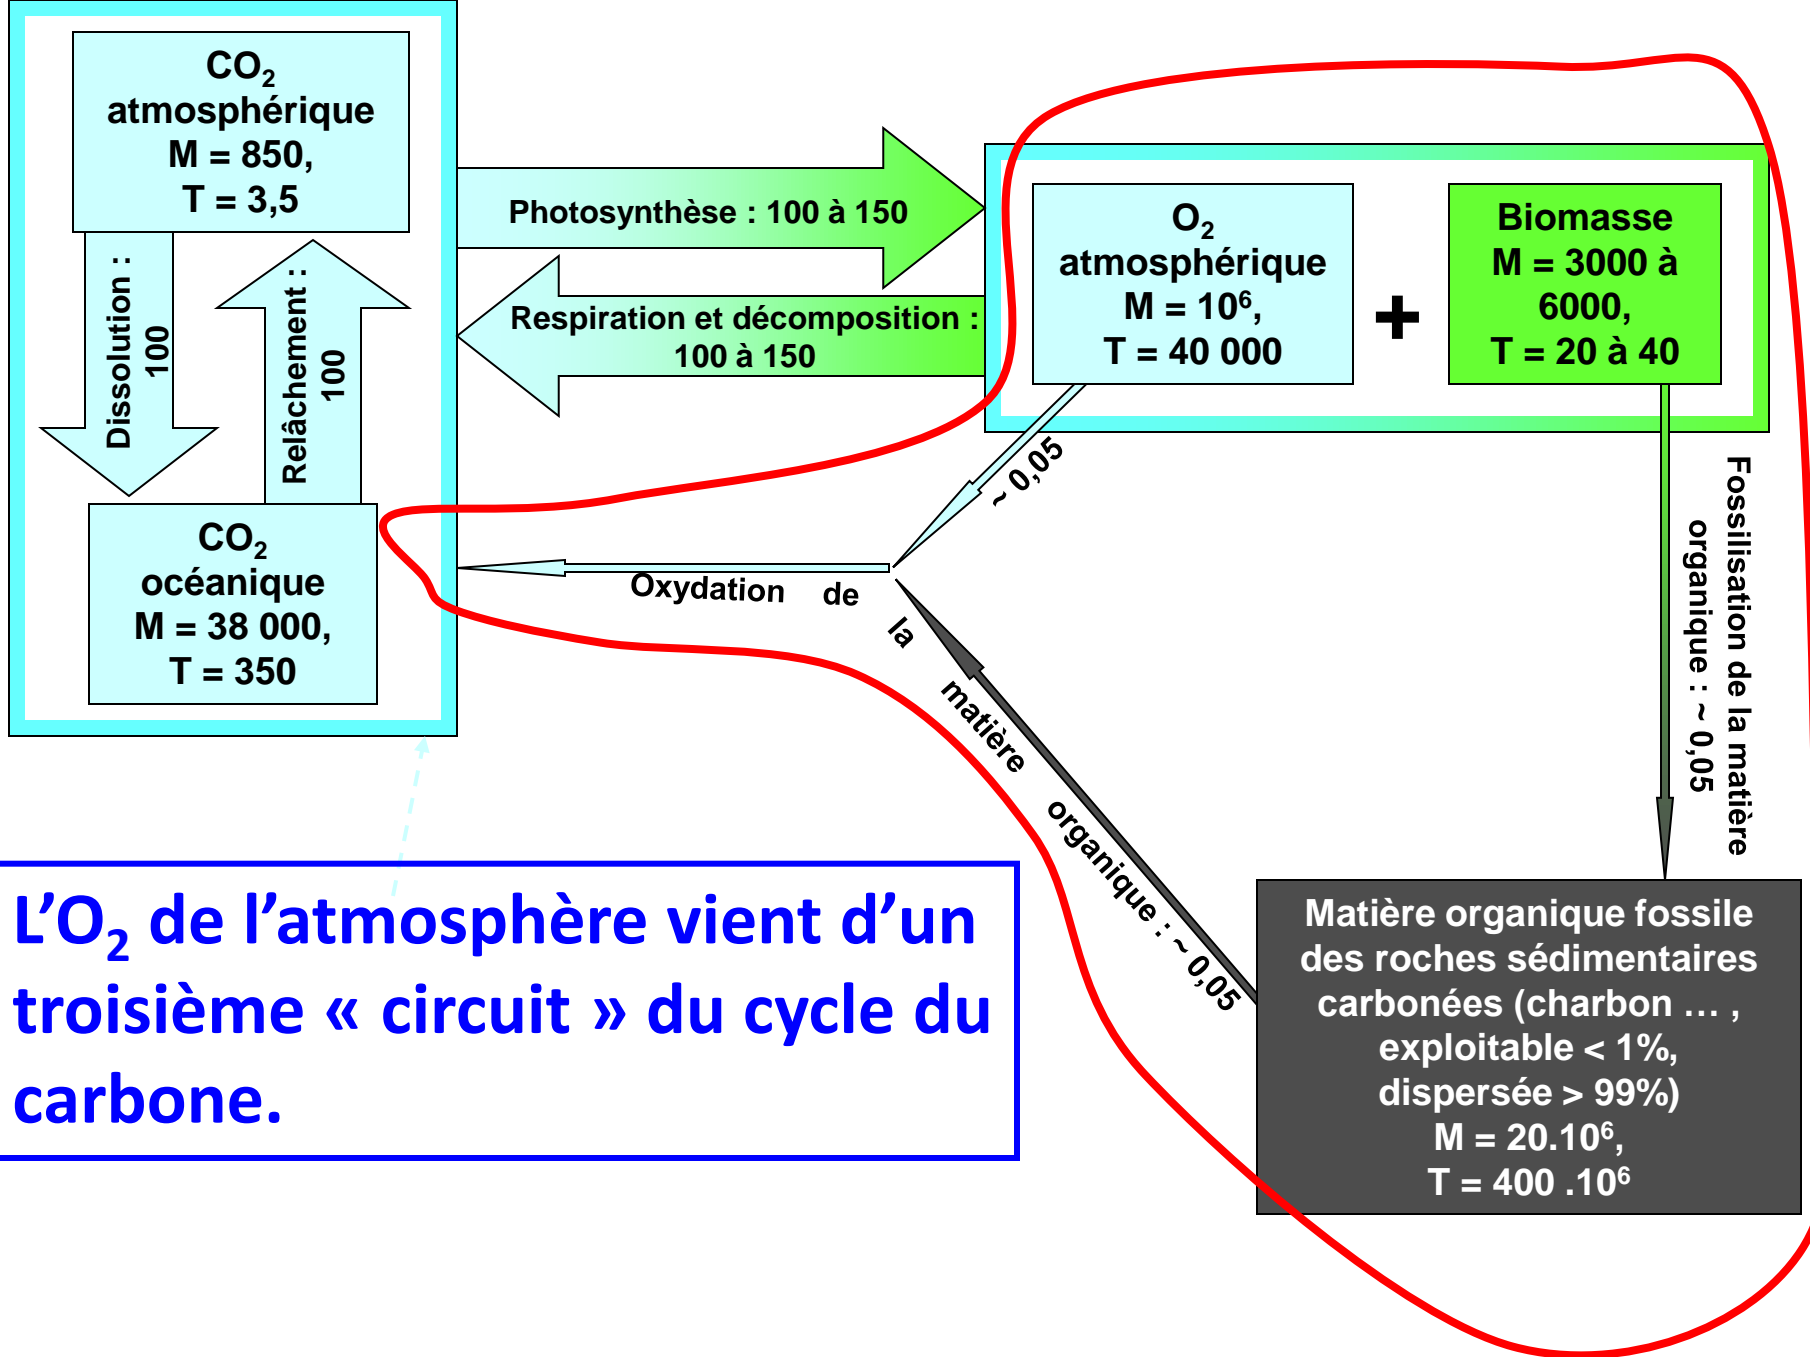 CO₂
atmosphérique
M = 850,
T = 3,5
Dissolution :
100
Relâchement :
100
CO₂
océanique
M = 38 000,
T = 350
Photosynthèse : 100 à 150
Respiration et décomposition :
100 à 150
O₂
atmosphérique
M = 10⁶,
T = 40 000
+
Biomasse
M = 3000 à
6000,
T = 20 à 40
~ 0,05
Oxydation de la matière organique : ~ 0,05
Fossilisation de la matière
organique : ~ 0,05
Matière organique fossile
des roches sédimentaires
carbonées (charbon … ,
exploitable < 1%,
dispersée > 99%)
M = 20.10⁶,
T = 400 .10⁶
L’O₂ de l’atmosphère vient d’un
troisième « circuit » du cycle du
carbone.